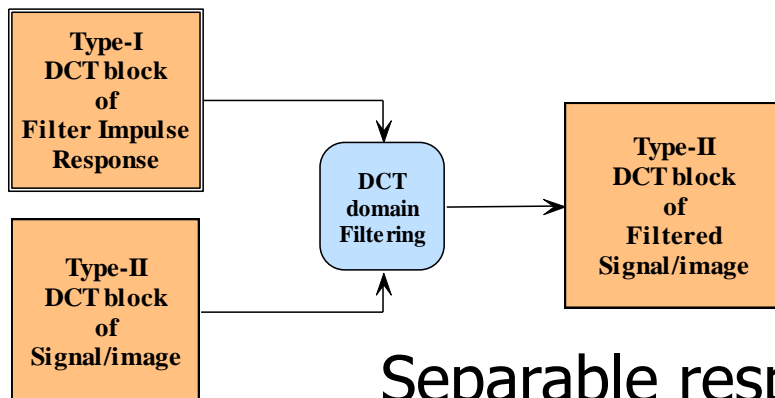 Type-I
DCT block
of
Filter Impulse
Response
Type-II
DCT block
of
Signal/image
DCT
domain
Filtering
Type-II
DCT block
of
Filtered
Signal/image
Separable